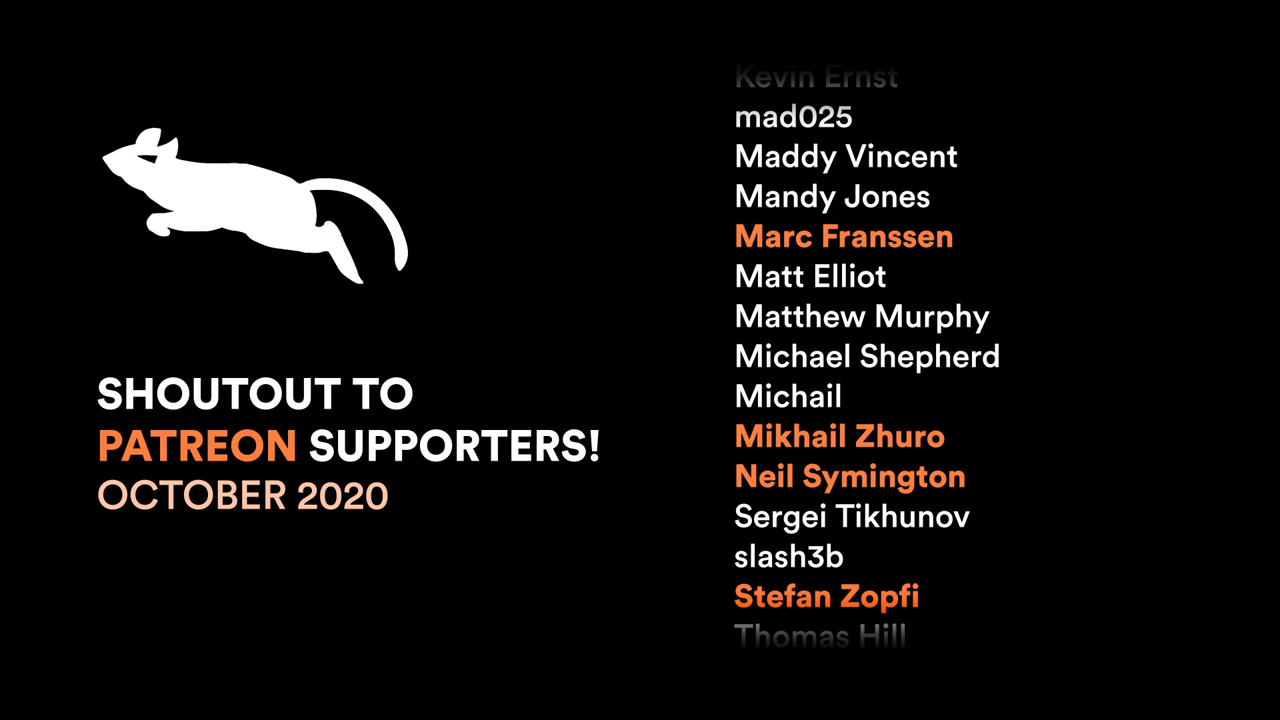 SHOUTOUT TO
PATREON SUPPORTERS!
OCTOBER 2020
Kevin Ernst
mad025
Maddy Vincent
Mandy Jones
Marc Franssen
Matt Elliot
Matthew Murphy
Michael Shepherd
Michail
Mikhail Zhuro
Neil Symington
Sergei Tikhunov
slash3b
Stefan Zopfi
Thomas Hill